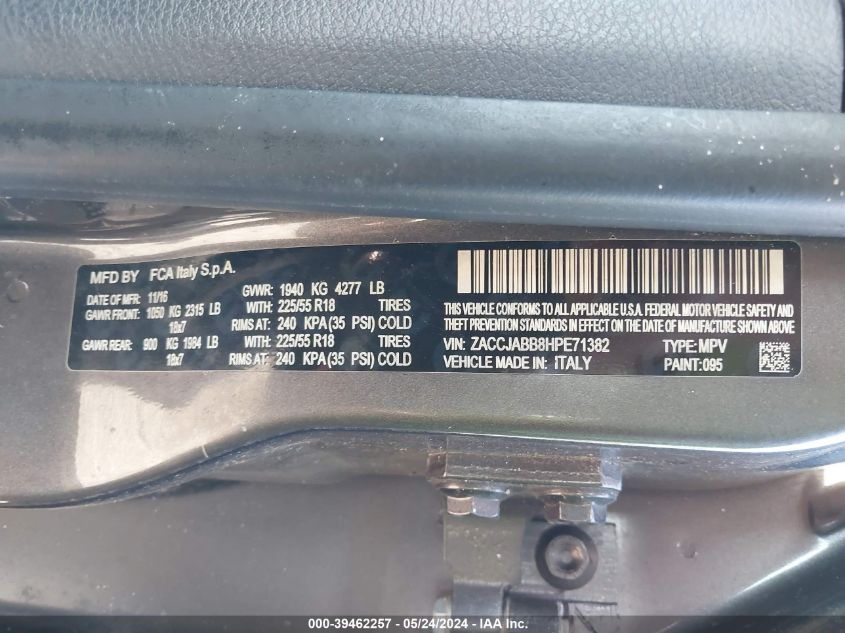 MFD BY FCA Italy S.p.A.
DATE OF MFR: 11/16 GVWR: 1940 KG 4277 LB
GAWR FRONT: 1050 KG 2315 LB WITH: 225/55 R18 TIRES
18x7 RIMS AT: 240 KPA(35 PSI) COLD
GAWR REAR: 900 KG 1984 LB WITH: 225/55 R18 TIRES
18x7 RIMS AT: 240 KPA(35 PSI) COLD
THIS VEHICLE CONFORMS TO ALL APPLICABLE U.S.A. FEDERAL MOTOR VEHICLE SAFETY AND
THEFT PREVENTION STANDARDS IN EFFECT ON THE DATE OF MANUFACTURE SHOWN ABOVE
VIN: ZACCJABB8HPE71382 TYPE: MPV
VEHICLE MADE IN: ITALY PAINT: 095
000-39462257 - 05/24/2024 - IAAI Inc.